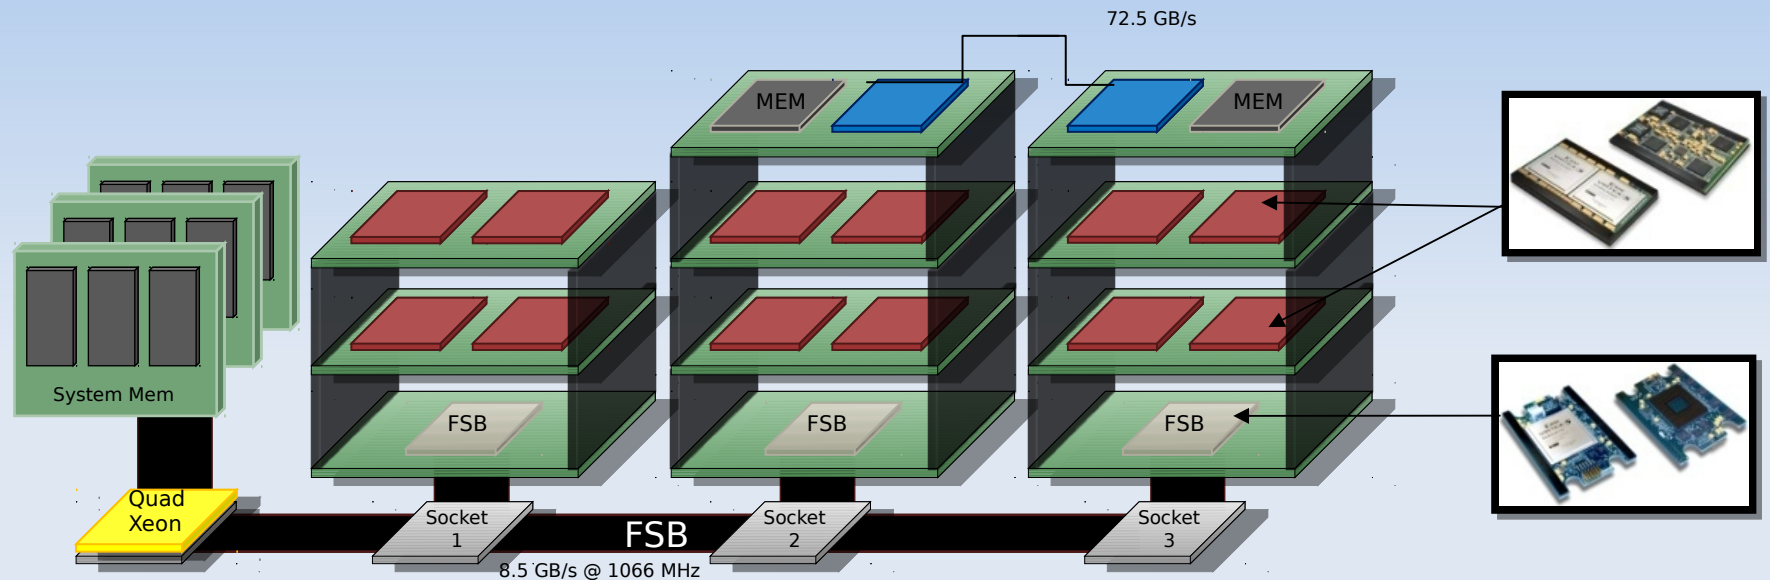 72.5 GB/s
MEM
MEM
System Mem
FSB
FSB
FSB
Quad
Xeon
Socket
1
Socket
2
Socket
3
FSB
8.5 GB/s @ 1066 MHz